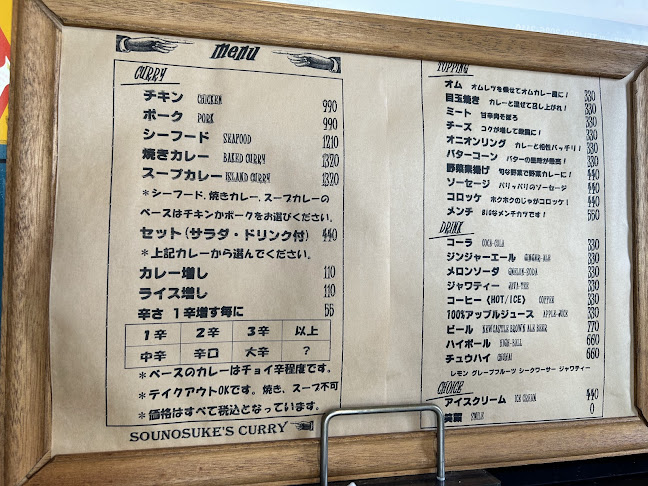 menu
CURRY
チキン CHICKEN 990
ポーク PORK 990
シーフード SEAFOOD 1210
焼きカレー BAKED CURRY 1320
スープカレー ISLAND CURRY 1320
＊シーフード、焼きカレー、スープカレーの
ベースはチキンかポークをお選びください。
セット(サラダ・ドリンク付) 440
＊上記カレーから選んでください。
カレー増し 110
ライス増し 110
辛さ 1辛増す毎に 55
1辛 2辛 3辛 以上
中辛 辛口 大辛 ?
＊ベースのカレーはチョイ辛程度です。
＊テイクアウトOKです。焼き、スープ不可
＊価格はすべて税込となっています。
SOUNOSUKE'S CURRY
TOPPING
オム オムレツを乗せてオムカレー風に! 330
目玉焼き カレーと混ぜて召し上がれ! 330
ミート 甘辛肉そぼろ 330
チーズ コクが増して濃厚に! 330
オニオンリング カレーと相性バッチリ! 330
バターコーン バターの風味が最高! 330
野菜素揚げ 旬な野菜で野菜カレーに! 440
ソーセージ パリッパリのソーセージ 440
コロッケ ホクホクのじゃがコロッケ! 440
メンチ BIGなメンチカツです! 550
DRINK
コーラ COCA-COLA 330
ジンジャーエール GINGER-ALE 330
メロンソーダ MELON-SODA 330
ジャワティー JAVA-TEE 330
コーヒー (HOT/ICE) COFFEE 330
100%アップルジュース APPLE-JUICE 330
ビール NEWCASTLE BROWN ALE BEER 770
ハイボール HIGH-BALL 660
チュウハイ CHUHAI 660
レモン グレープフルーツ シークワーサー ジャワティー
CHOICE
アイスクリーム ICE CREAM 440
笑顔 SMILE 0